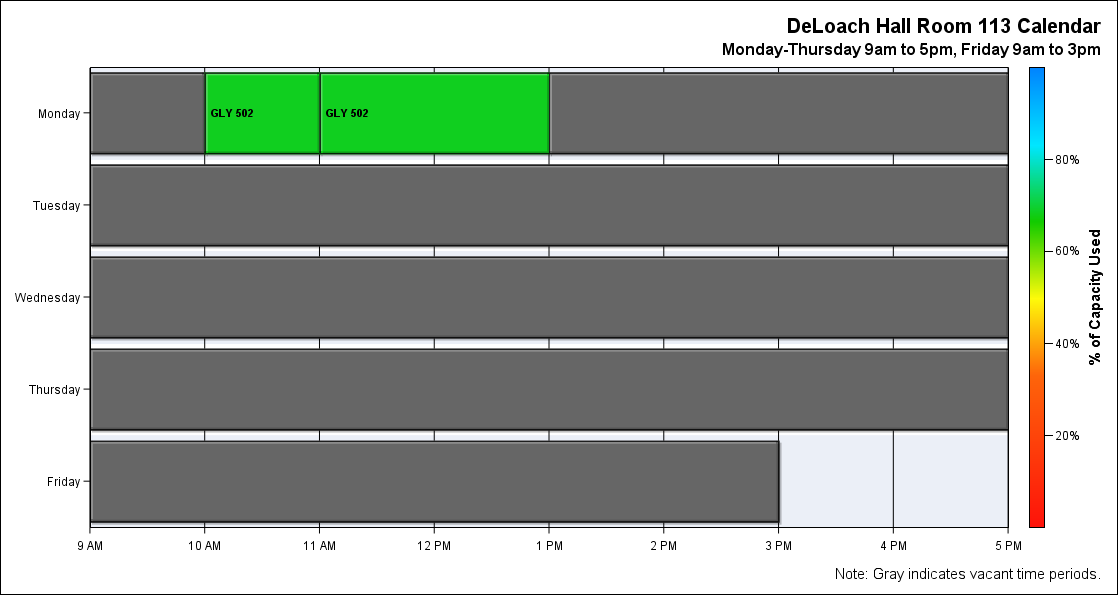 DeLoach Hall Room 113 Calendar
Monday-Thursday 9am to 5pm, Friday 9am to 3pm
Monday
GLY 502
GLY 502
Tuesday
Wednesday
Thursday
Friday
9 AM
10 AM
11 AM
12 PM
1 PM
2 PM
3 PM
4 PM
5 PM
80%
60%
40%
20%
% of Capacity Used
Note: Gray indicates vacant time periods.